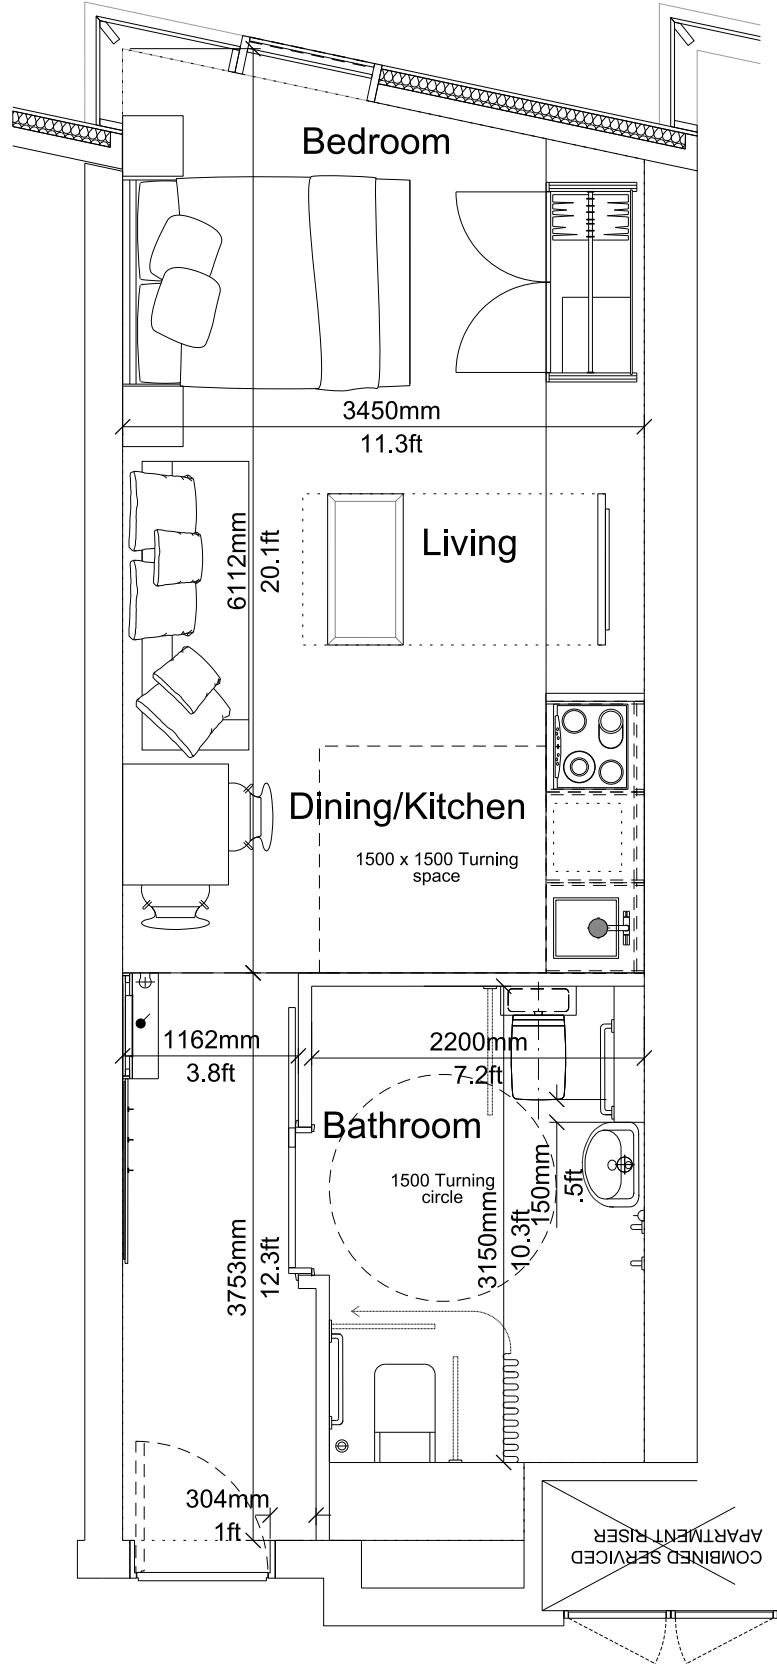 Bedroom
3450mm
11.3ft
Living
6112mm
20.1ft
Dining/Kitchen
1500 x 1500 Turning
space
1162mm
3.8ft
2200mm
7.2ft
Bathroom
1500 Turning
circle
150mm
.5ft
3150mm
10.3ft
3753mm
12.3ft
304mm
1ft
COMBINED SERVICED
APARTMENT RISER